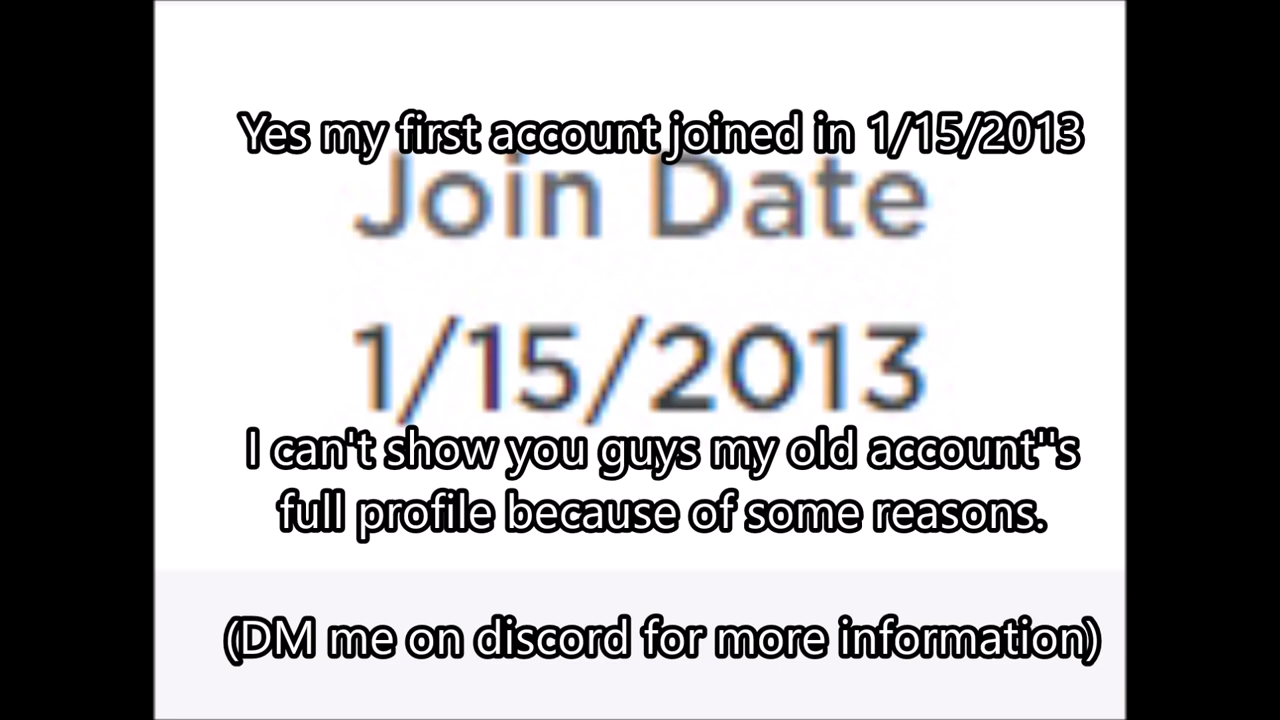 Yes my first account joined in 1/15/2013
Join Date
1/15/2013
I can't show you guys my old account"s
full profile because of some reasons.
(DM me on discord for more information)